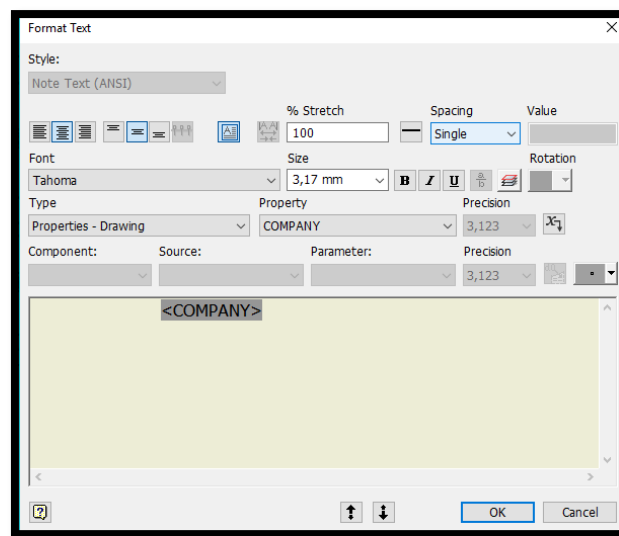 Format Text
Style:
Note Text (ANSI)
% Stretch Spacing Value
100 Single
Font Size Rotation
Tahoma 3,17 mm B I U a/b
Type Property Precision
Properties - Drawing COMPANY 3,123
Component: Source: Parameter: Precision
3,123
<COMPANY>
OK Cancel